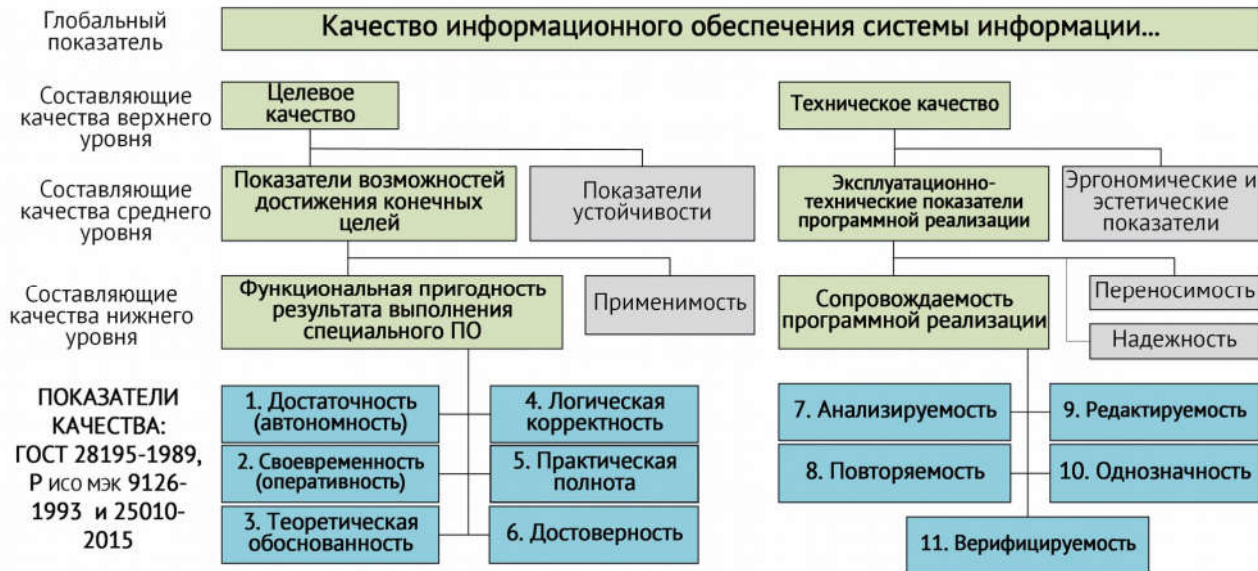 Глобальный
показатель
Качество информационного обеспечения системы информации...
Составляющие
качества верхнего
уровня
Целевое
качество
Техническое качество
Составляющие
качества среднего
уровня
Показатели возможностей
достижения конечных
целей
Показатели
устойчивости
Эксплуатационно-
технические показатели
программной реализации
Эргономические и
эстетические
показатели
Составляющие
качества нижнего
уровня
Функциональная пригодность
результата выполнения
специального ПО
Применимость
Сопровождаемость
программной реализации
Переносимость
Надежность
ПОКАЗАТЕЛИ
КАЧЕСТВА:
ГОСТ 28195-1989,
Р ИСО МЭК 9126-
1993 и 25010-
2015
1. Достаточность
(автономность)
4. Логическая
корректность
2. Своевременность
(оперативность)
5. Практическая
полнота
3. Теоретическая
обоснованность
6. Достоверность
7. Анализируемость
9. Редактируемость
8. Повторяемость
10. Однозначность
11. Верифицируемость